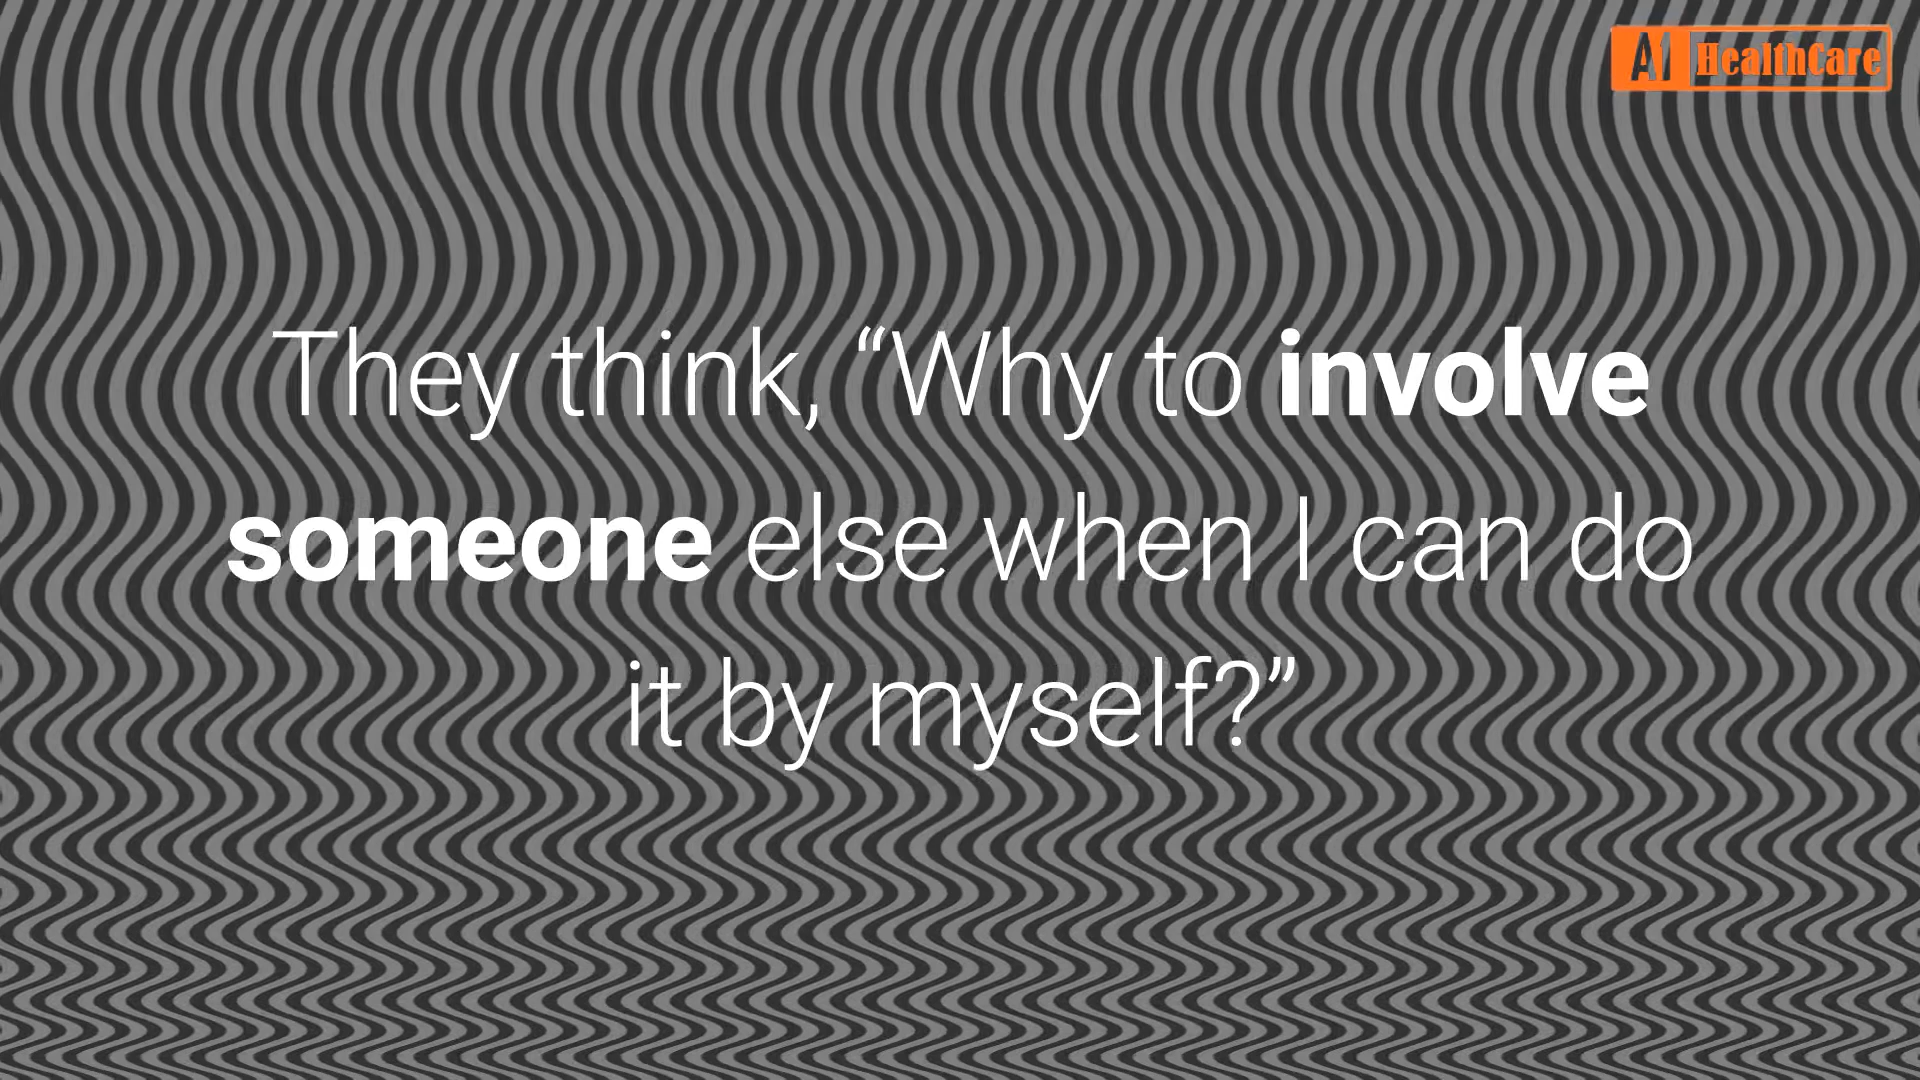 A1 HealthCare
They think, “Why to involve
someone else when I can do
it by myself?”